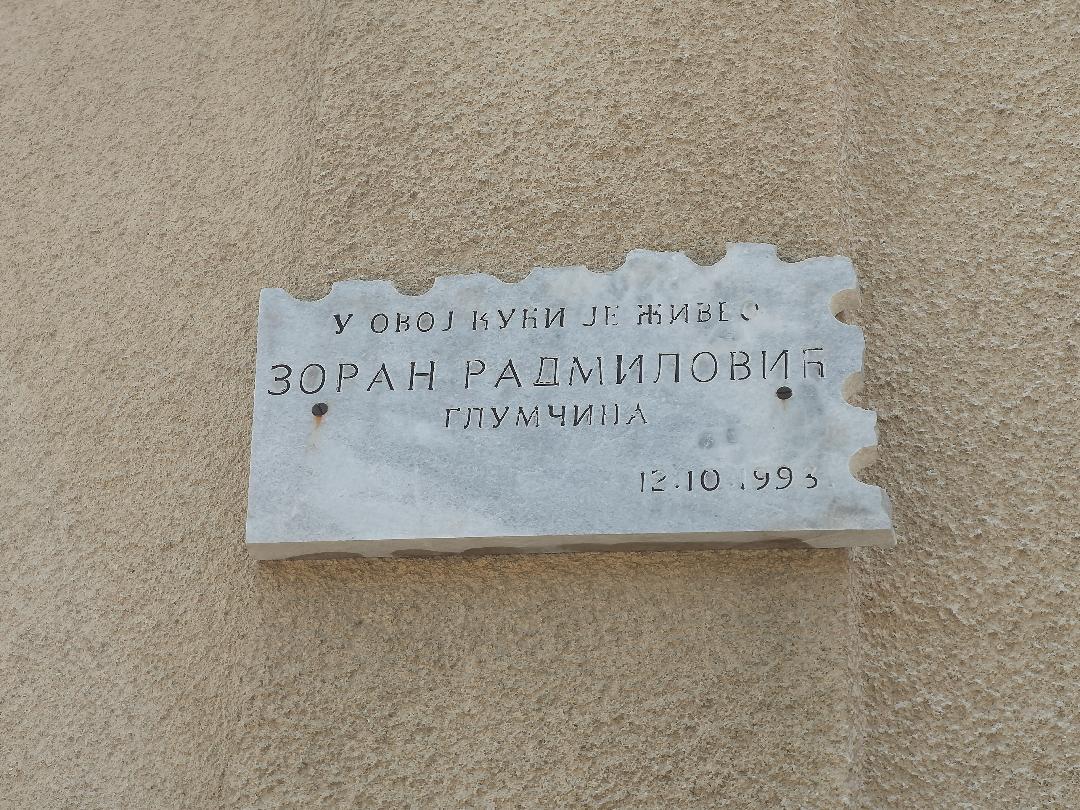 У ОВОЈ КУЋИ ЈЕ ЖИВЕО
ЗОРАН РАДМИЛОВИЋ
ГЛУМЧИНА
12.10.1993.